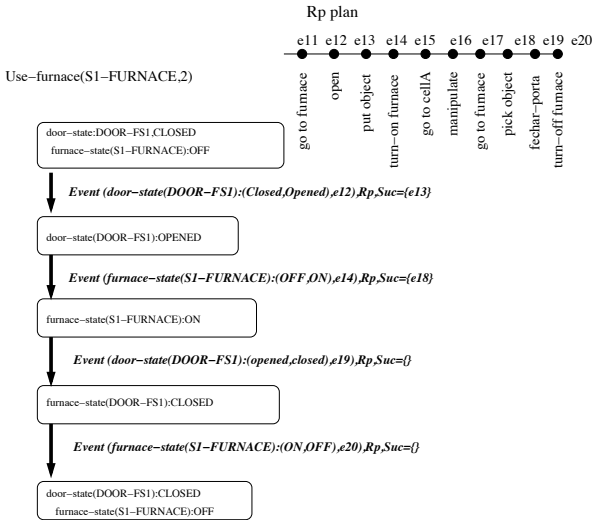 Rp plan
e11 e12 e13 e14 e15 e16 e17 e18 e19 e20
Use−furnace(S1−FURNACE,2)
go to furnace
open
put object
turn−on furnace
go to cellA
manipulate
go to furnace
pick object
fechar−porta
turn−off furnace
door−state:DOOR−FS1,CLOSED
furnace−state(S1−FURNACE):OFF
Event (door−state(DOOR−FS1):(Closed,Opened),e12),Rp,Suc={e13}
door−state(DOOR−FS1):OPENED
Event (furnace−state(S1−FURNACE):(OFF,ON),e14),Rp,Suc={e18}
furnace−state(S1−FURNACE):ON
Event (door−state(DOOR−FS1):(opened,closed),e19),Rp,Suc={}
furnace−state(DOOR−FS1):CLOSED
Event (furnace−state(S1−FURNACE):(ON,OFF),e20),Rp,Suc={}
door−state(DOOR−FS1):CLOSED
furnace−state(S1−FURNACE):OFF